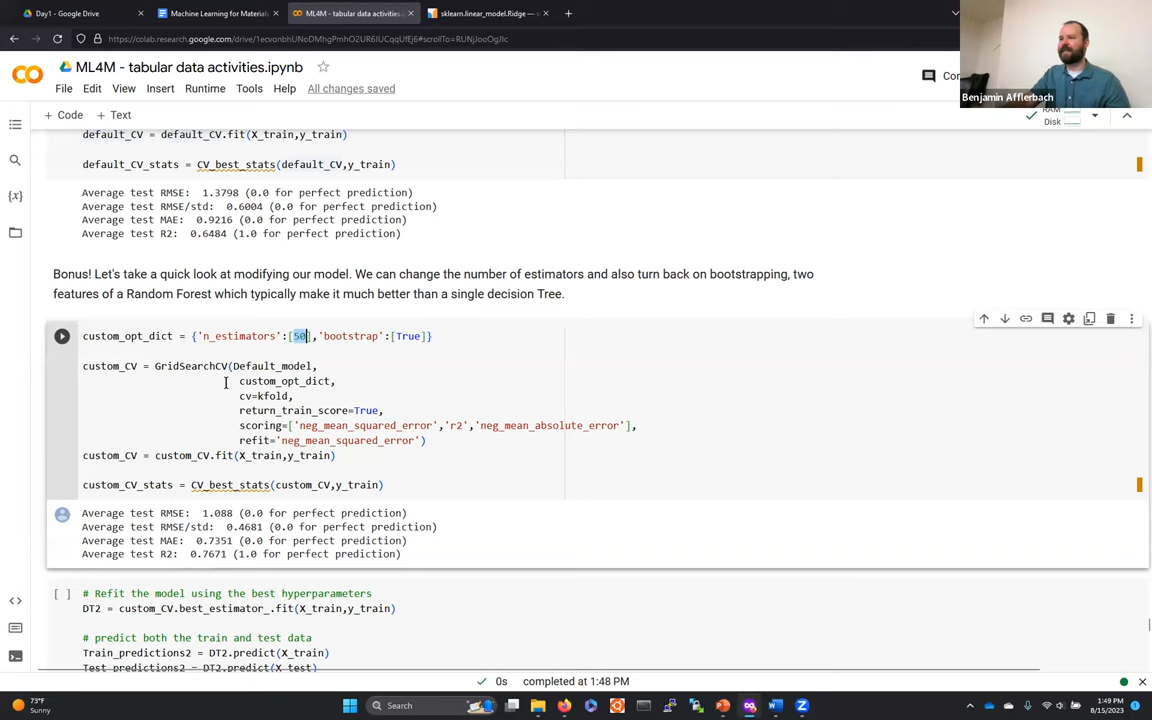 Day1 - Google Drive
Machine Learning for Materials
ML4M - tabular data activities.
sklearn.linear_model.Ridge — s
https://colab.research.google.com/drive/1ecvonbhUNoDMhgPmhO2UR6IUCqqUfEj6#scrollTo=RUNjJooOgJlc
ML4M - tabular data activities.ipynb
File Edit View Insert Runtime Tools Help All changes saved
Benjamin Afflerbach
RAM
Disk
+ Code + Text
default_CV = default_CV.fit(X_train,y_train)
default_CV_stats = CV_best_stats(default_CV,y_train)
Average test RMSE: 1.3798 (0.0 for perfect prediction)
Average test RMSE/std: 0.6004 (0.0 for perfect prediction)
Average test MAE: 0.9216 (0.0 for perfect prediction)
Average test R2: 0.6484 (1.0 for perfect prediction)
Bonus! Let's take a quick look at modifying our model. We can change the number of estimators and also turn back on bootstrapping, two
features of a Random Forest which typically make it much better than a single decision Tree.
custom_opt_dict = {'n_estimators':[50],'bootstrap':[True]}
custom_CV = GridSearchCV(Default_model,
custom_opt_dict,
cv=kfold,
return_train_score=True,
scoring=['neg_mean_squared_error','r2','neg_mean_absolute_error'],
refit='neg_mean_squared_error')
custom_CV = custom_CV.fit(X_train,y_train)
custom_CV_stats = CV_best_stats(custom_CV,y_train)
Average test RMSE: 1.088 (0.0 for perfect prediction)
Average test RMSE/std: 0.4681 (0.0 for perfect prediction)
Average test MAE: 0.7351 (0.0 for perfect prediction)
Average test R2: 0.7671 (1.0 for perfect prediction)
[ ] # Refit the model using the best hyperparameters
DT2 = custom_CV.best_estimator_.fit(X_train,y_train)
# predict both the train and test data
Train_predictions2 = DT2.predict(X_train)
Test_predictions2 = DT2.predict(X_test)
0s completed at 1:48 PM
73°F
Sunny
Search
1:49 PM
8/15/2023